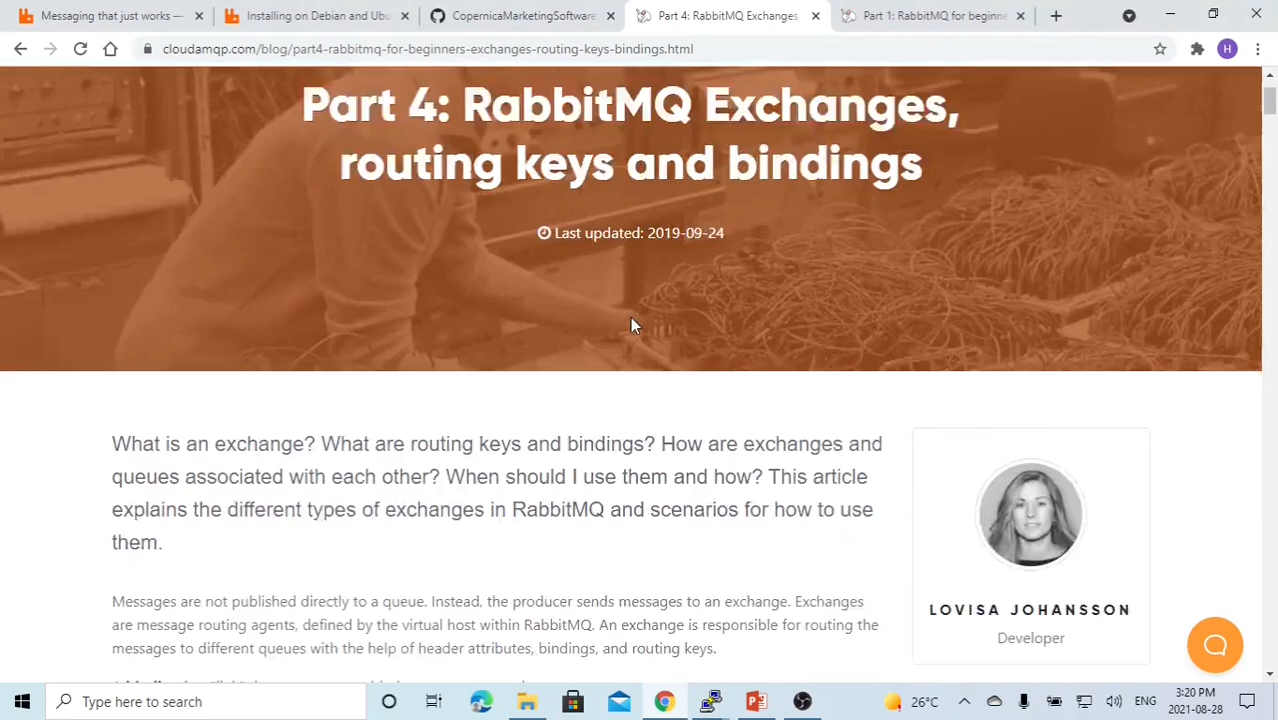 Messaging that just works —
Installing on Debian and Ubu
CopernicaMarketingSoftware
Part 4: RabbitMQ Exchanges,
Part 1: RabbitMQ for beginne
cloudamqp.com/blog/part4-rabbitmq-for-beginners-exchanges-routing-keys-bindings.html
H
Part 4: RabbitMQ Exchanges,
routing keys and bindings
Last updated: 2019-09-24
What is an exchange? What are routing keys and bindings? How are exchanges and
queues associated with each other? When should I use them and how? This article
explains the different types of exchanges in RabbitMQ and scenarios for how to use
them.
Messages are not published directly to a queue. Instead, the producer sends messages to an exchange. Exchanges
are message routing agents, defined by the virtual host within RabbitMQ. An exchange is responsible for routing the
messages to different queues with the help of header attributes, bindings, and routing keys.
LOVISA JOHANSSON
Developer
Type here to search
26°C
ENG
3:20 PM
2021-08-28